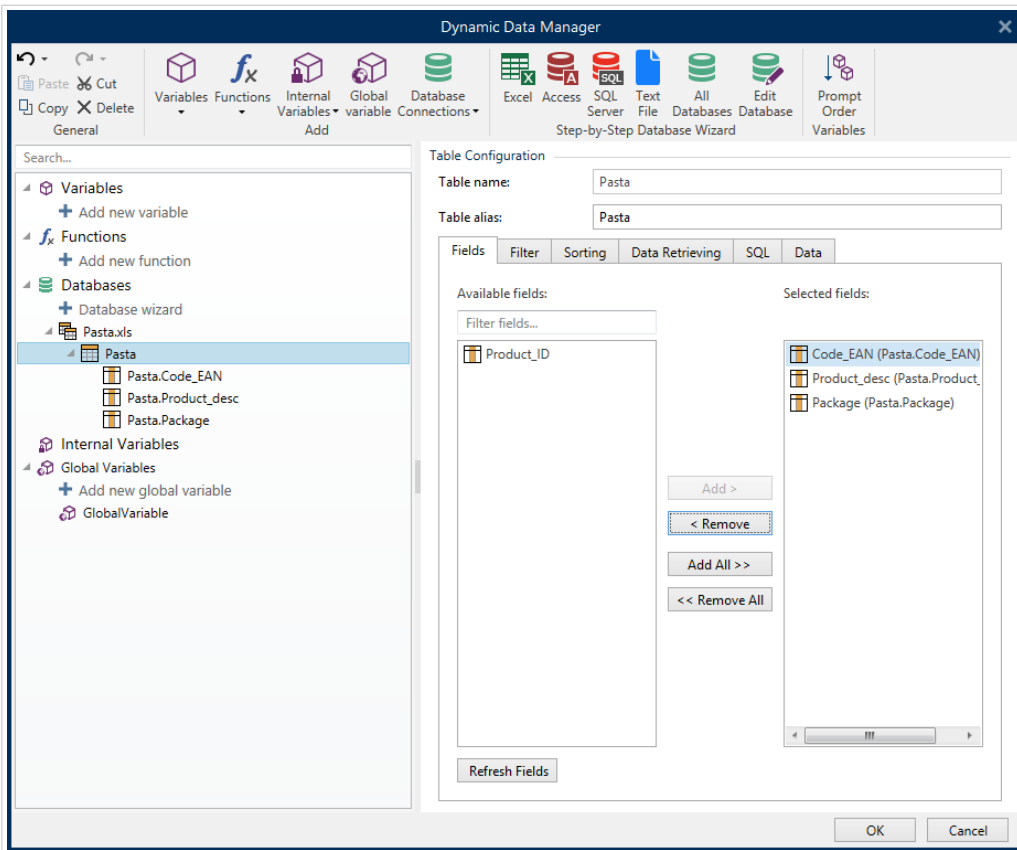 Dynamic Data Manager
Paste Cut
Copy Delete
General
Variables Functions Internal Variables Global variable Database Connections
Add
Excel Access SQL Server Text File All Databases Edit Database
Step-by-Step Database Wizard
Prompt Order
Variables
Search...
Variables
Add new variable
Functions
Add new function
Databases
Database wizard
Pasta.xls
Pasta
Pasta.Code_EAN
Pasta.Product_desc
Pasta.Package
Internal Variables
Global Variables
Add new global variable
GlobalVariable
Table Configuration
Table name: Pasta
Table alias: Pasta
Fields Filter Sorting Data Retrieving SQL Data
Available fields: Selected fields:
Filter fields...
Product_ID
Code_EAN (Pasta.Code_EAN)
Product_desc (Pasta.Product_
Package (Pasta.Package)
Add >
< Remove
Add All >>
<< Remove All
Refresh Fields
OK Cancel